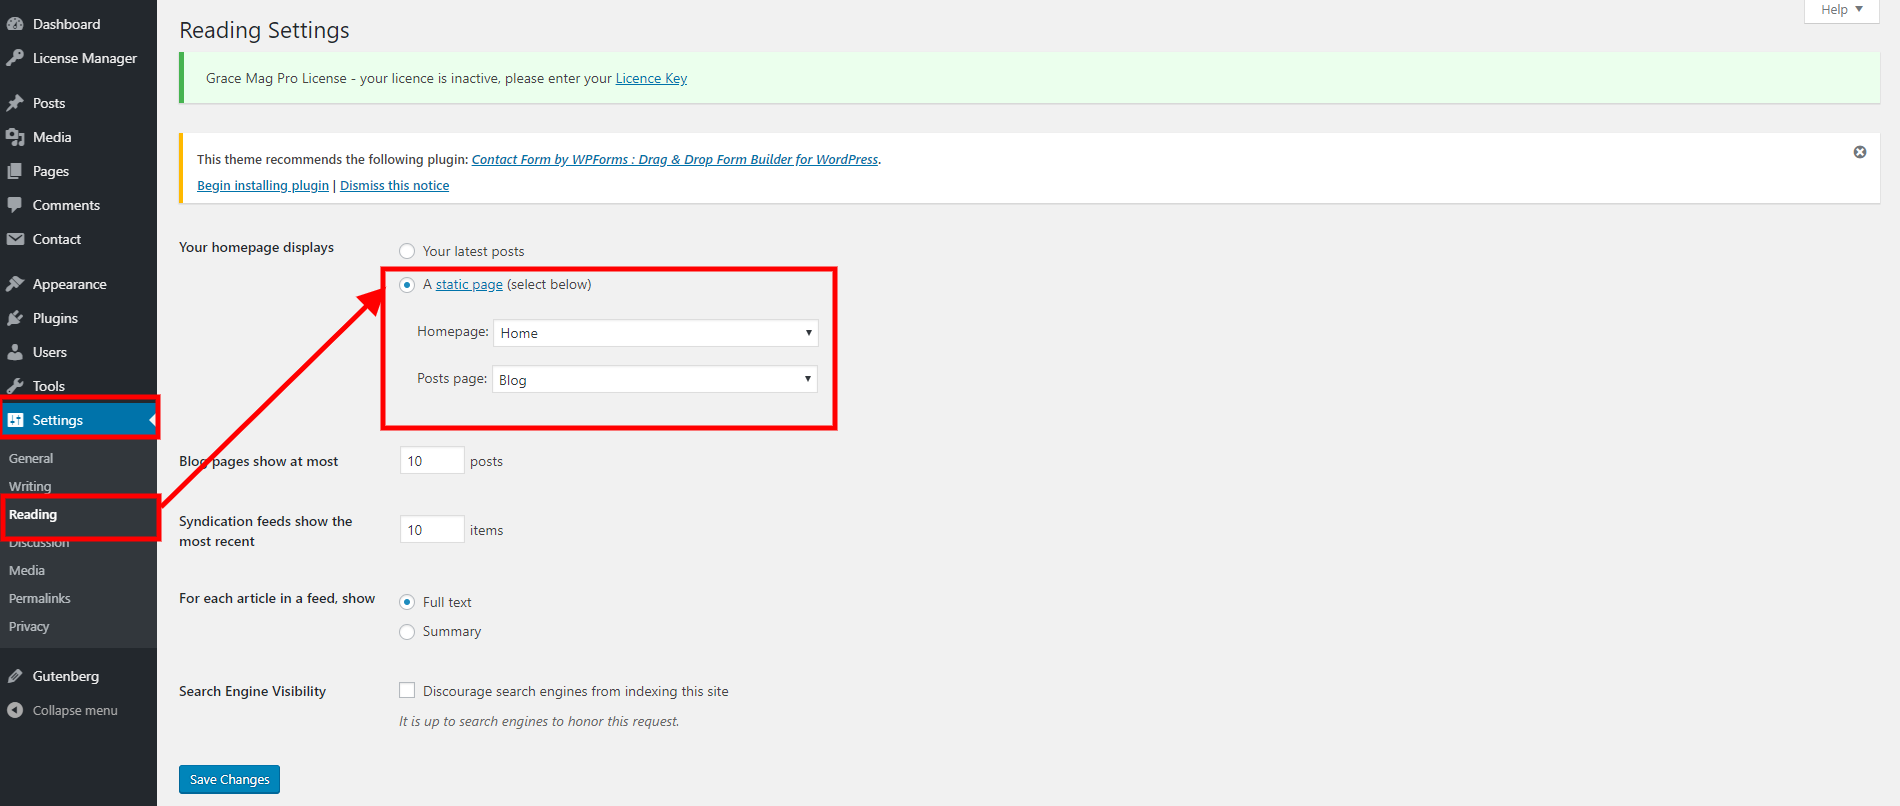 Dashboard
License Manager
Posts
Media
Pages
Comments
Contact
Appearance
Plugins
Users
Tools
Settings
General
Writing
Reading
Discussion
Media
Permalinks
Privacy
Gutenberg
Collapse menu
Help
Reading Settings
Grace Mag Pro License - your licence is inactive, please enter your Licence Key
This theme recommends the following plugin: Contact Form by WPForms : Drag & Drop Form Builder for WordPress.
Begin installing plugin | Dismiss this notice
Your homepage displays
Your latest posts
A static page (select below)
Homepage: Home
Posts page: Blog
Blog pages show at most 10 posts
Syndication feeds show the
most recent
10 items
For each article in a feed, show
Full text
Summary
Search Engine Visibility
Discourage search engines from indexing this site
It is up to search engines to honor this request.
Save Changes